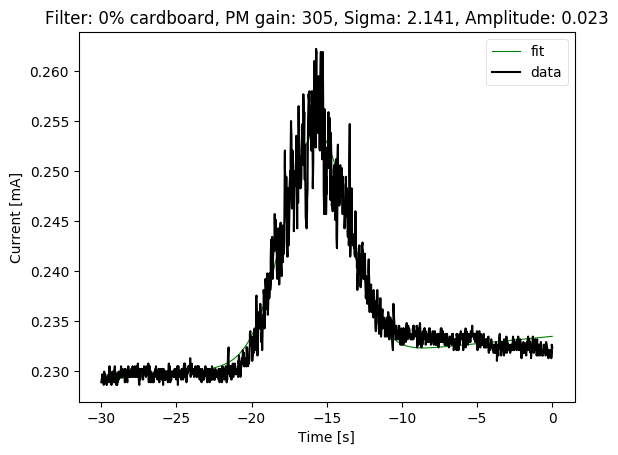 Filter: 0% cardboard, PM gain: 305, Sigma: 2.141, Amplitude: 0.023
fit
data
0.260
0.255
0.250
0.245
0.240
0.235
0.230
Current [mA]
−30
−25
−20
−15
−10
−5
0
Time [s]